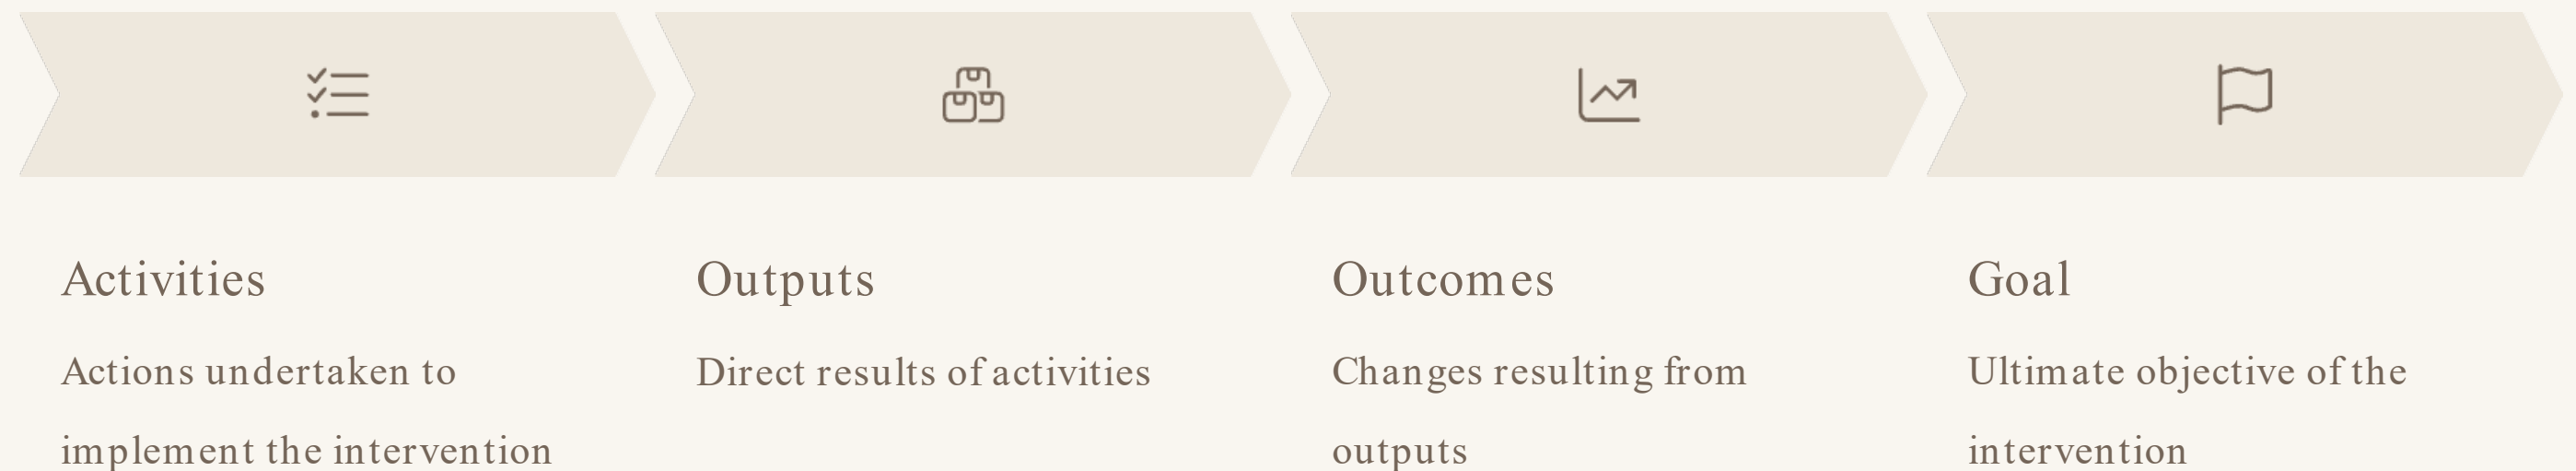 Activities
Actions undertaken to
implement the intervention
Outputs
Direct results of activities
Outcomes
Changes resulting from
outputs
Goal
Ultimate objective of the
intervention